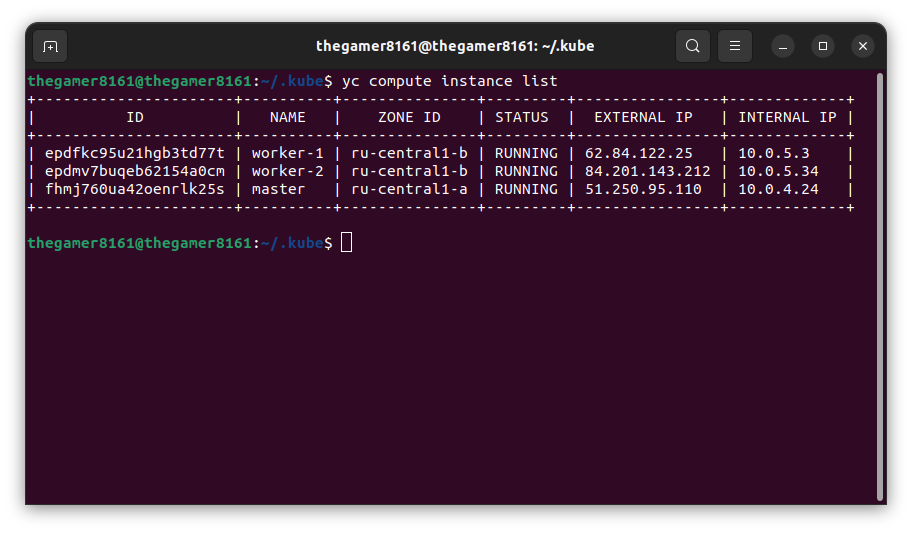 thegamer8161@thegamer8161: ~/.kube
thegamer8161@thegamer8161:~/.kube$ yc compute instance list
+----------------------+----------+---------------+---------+----------------+-------------+
|          ID          |   NAME   |    ZONE ID    | STATUS  |  EXTERNAL IP   | INTERNAL IP |
+----------------------+----------+---------------+---------+----------------+-------------+
| epdfkc95u21hgb3td77t | worker-1 | ru-central1-b | RUNNING | 62.84.122.25   | 10.0.5.3    |
| epdmv7buqeb62154a0cm | worker-2 | ru-central1-b | RUNNING | 84.201.143.212 | 10.0.5.34   |
| fhmj760ua42oenrlk25s | master   | ru-central1-a | RUNNING | 51.250.95.110  | 10.0.4.24   |
+----------------------+----------+---------------+---------+----------------+-------------+
thegamer8161@thegamer8161:~/.kube$